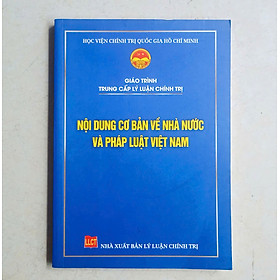 HỌC VIỆN CHÍNH TRỊ QUỐC GIA HỒ CHÍ MINH
GIÁO TRÌNH
TRUNG CẤP LÝ LUẬN CHÍNH TRỊ
NỘI DUNG CƠ BẢN VỀ NHÀ NƯỚC
VÀ PHÁP LUẬT VIỆT NAM
LLCT NHÀ XUẤT BẢN LÝ LUẬN CHÍNH TRỊ